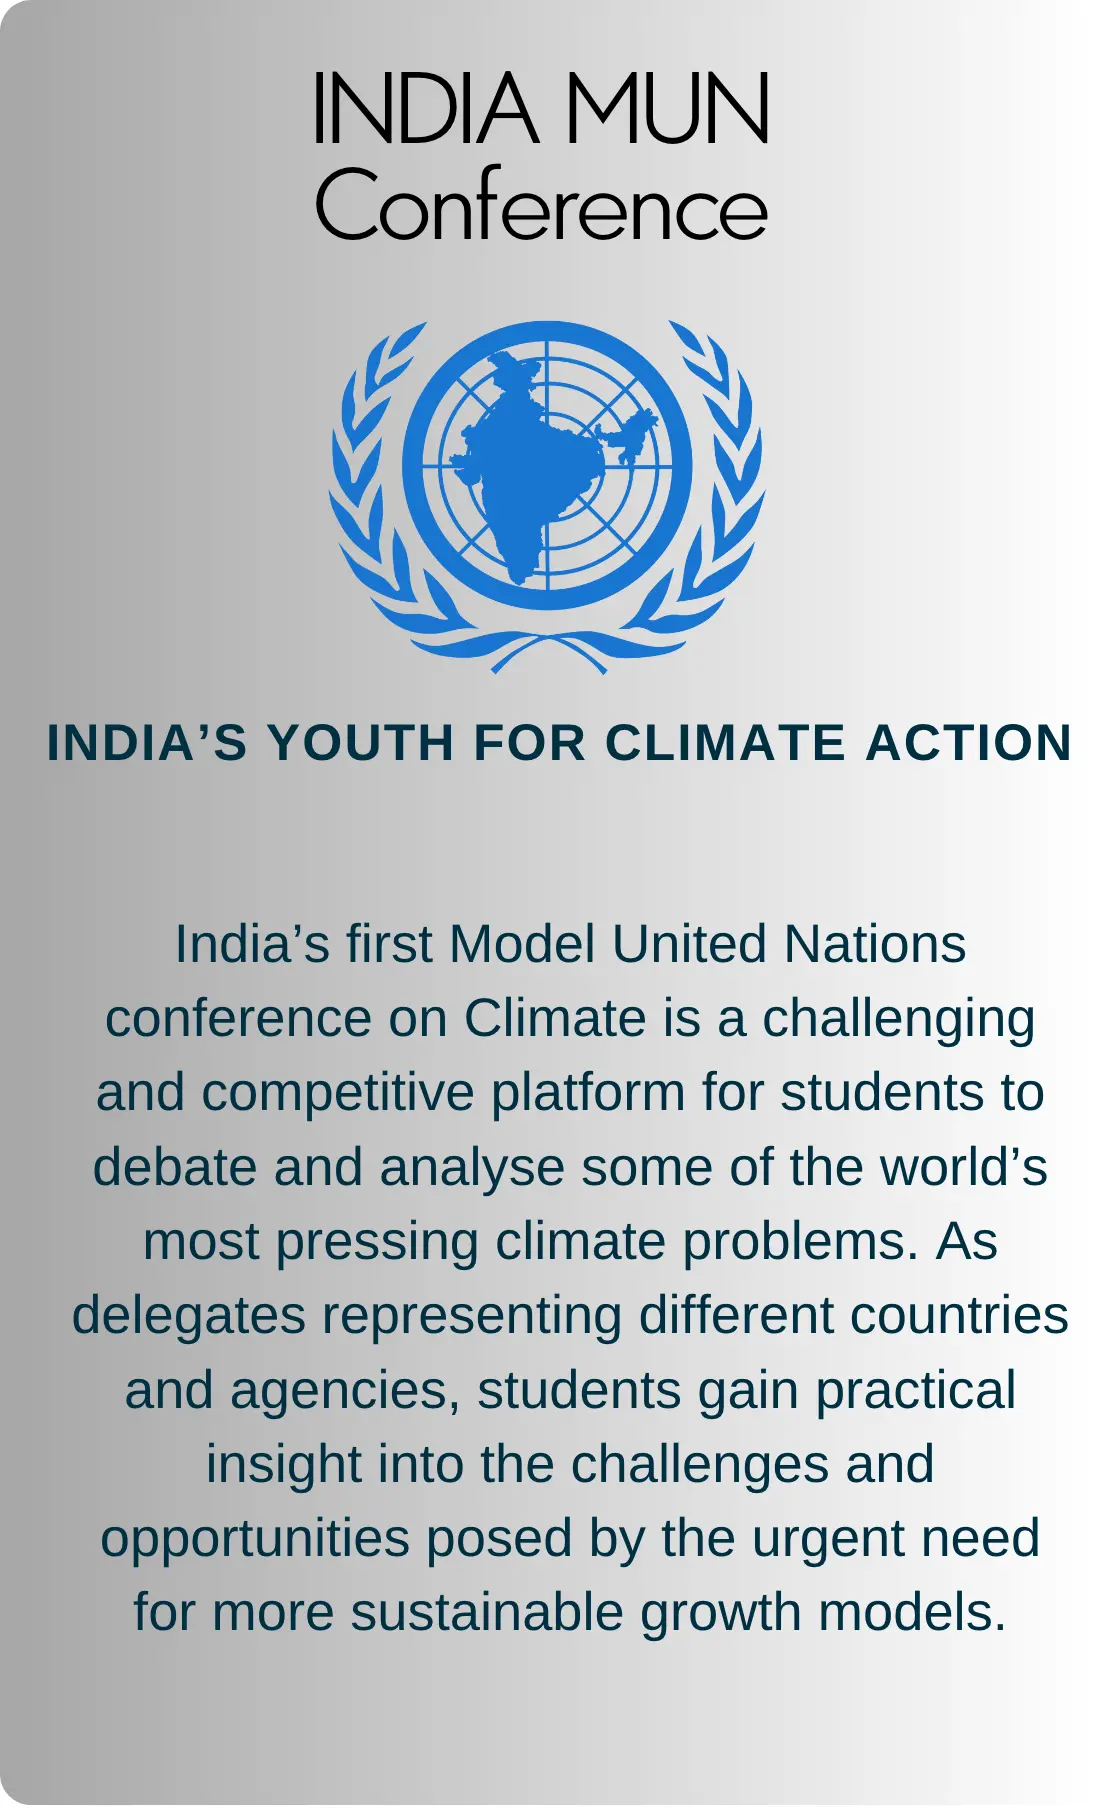 INDIA MUN
Conference
INDIA’S YOUTH FOR CLIMATE ACTION
India’s first Model United Nations
conference on Climate is a challenging
and competitive platform for students to
debate and analyse some of the world’s
most pressing climate problems. As
delegates representing different countries
and agencies, students gain practical
insight into the challenges and
opportunities posed by the urgent need
for more sustainable growth models.